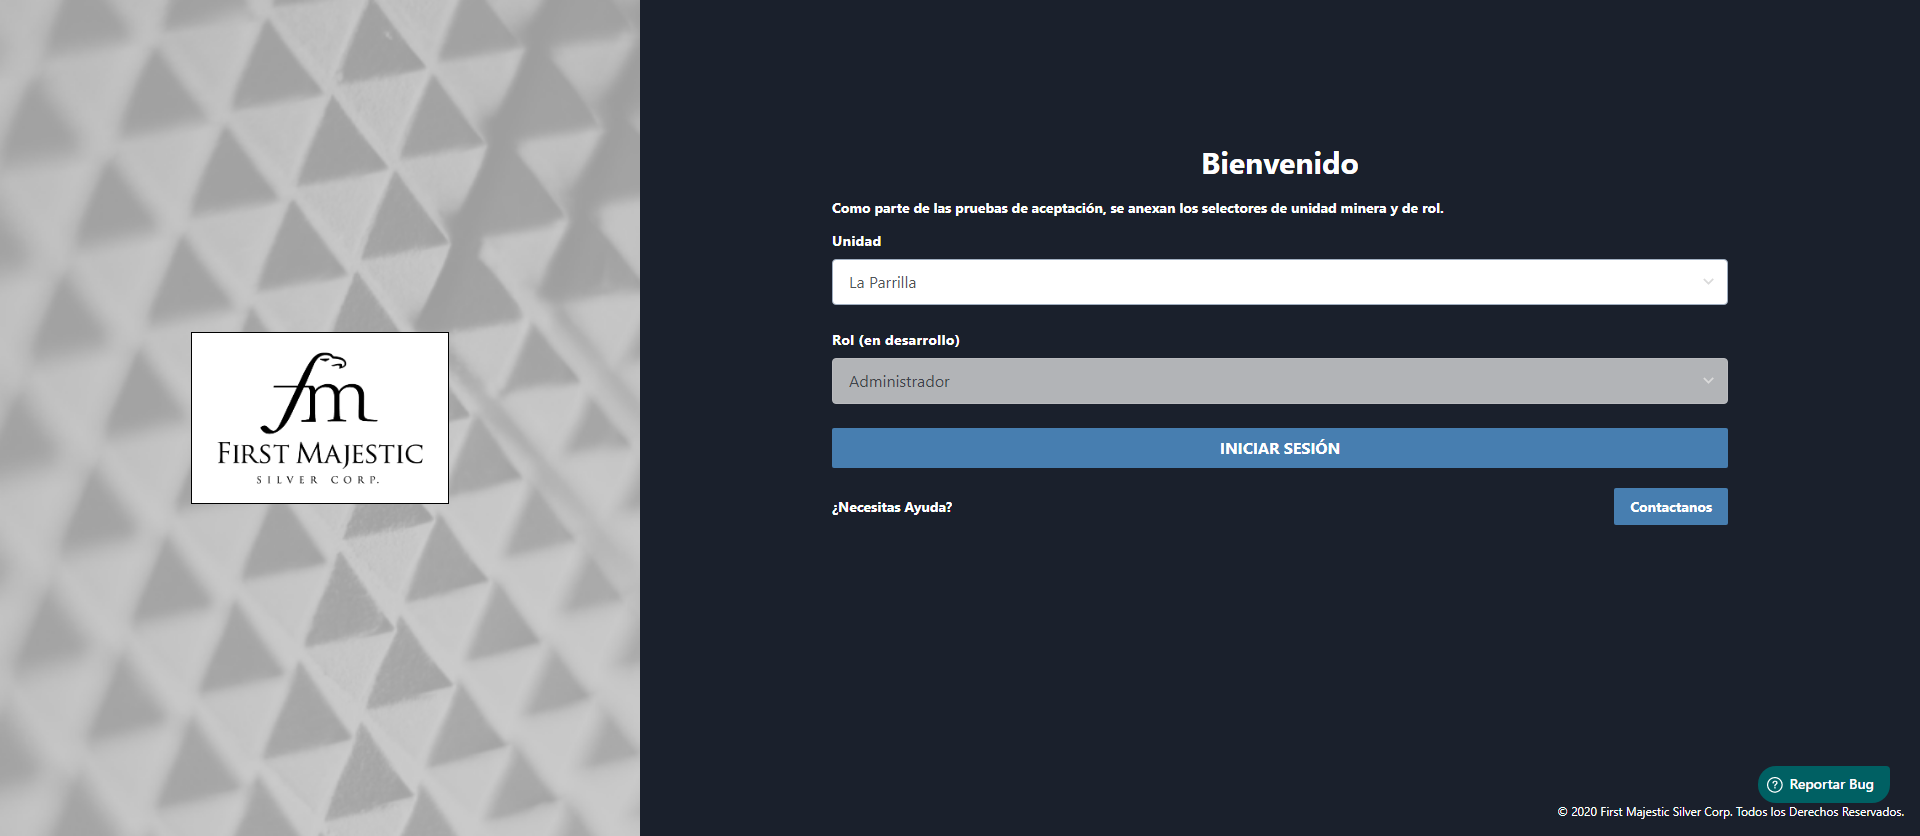 fm
FIRST MAJESTIC
SILVER CORP.
Bienvenido
Como parte de las pruebas de aceptación, se anexan los selectores de unidad minera y de rol.
Unidad
La Parrilla
Rol (en desarrollo)
Administrador
INICIAR SESIÓN
¿Necesitas Ayuda?
Contactanos
Reportar Bug
© 2020 First Majestic Silver Corp. Todos los Derechos Reservados.